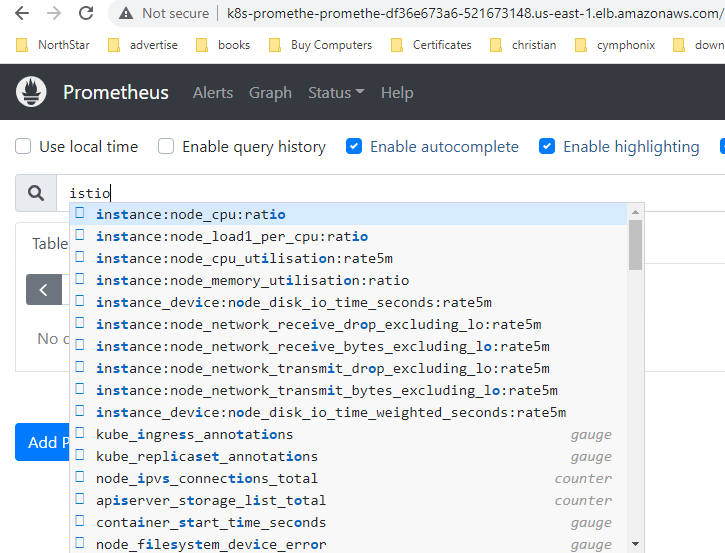 Not secure
k8s-promethe-promethe-df36e673a6-521673148.us-east-1.elb.amazonaws.com/
NorthStar advertise books Buy Computers Certificates christian cymphonix down
Prometheus Alerts Graph Status Help
Use local time Enable query history Enable autocomplete Enable highlighting
istio
Table
instance:node_cpu:ratio
instance:node_load1_per_cpu:ratio
instance:node_cpu_utilisation:rate5m
instance:node_memory_utilisation:ratio
instance_device:node_disk_io_time_seconds:rate5m
instance:node_network_receive_drop_excluding_lo:rate5m
No d
instance:node_network_receive_bytes_excluding_lo:rate5m
instance:node_network_transmit_drop_excluding_lo:rate5m
instance:node_network_transmit_bytes_excluding_lo:rate5m
instance_device:node_disk_io_time_weighted_seconds:rate5m
kube_ingress_annotations gauge
Add P
kube_replicaset_annotations gauge
node_ipvs_connections_total counter
apiserver_storage_list_total counter
container_start_time_seconds gauge
node_filesystem_device_error gauge